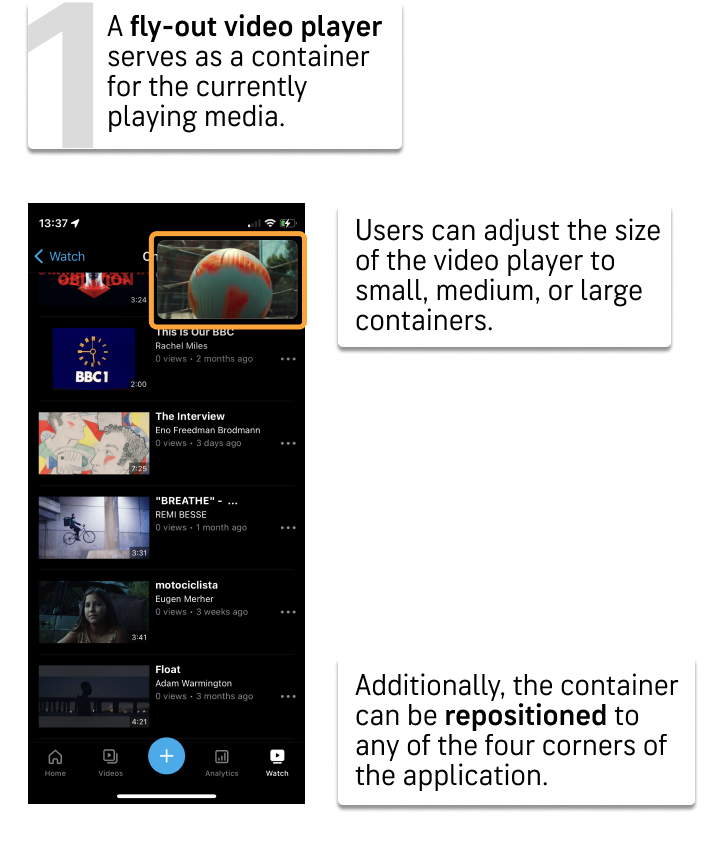 1
A fly-out video player
serves as a container
for the currently
playing media.
13:37
Watch
Ch
OBLITION
3:24
Users can adjust the size
of the video player to
small, medium, or large
containers.
This Is Our BBC
Rachel Miles
0 views • 2 months ago
BBC1
2:00
The Interview
Eno Freedman Brodmann
0 views • 3 days ago
7:25
"BREATHE" - ...
REMI BESSE
0 views • 1 month ago
3:31
motociclista
Eugen Merher
0 views • 3 weeks ago
3:41
Float
Adam Warmington
0 views • 3 months ago
4:21
Additionally, the container
can be repositioned to
any of the four corners of
the application.
Home Videos Analytics Watch